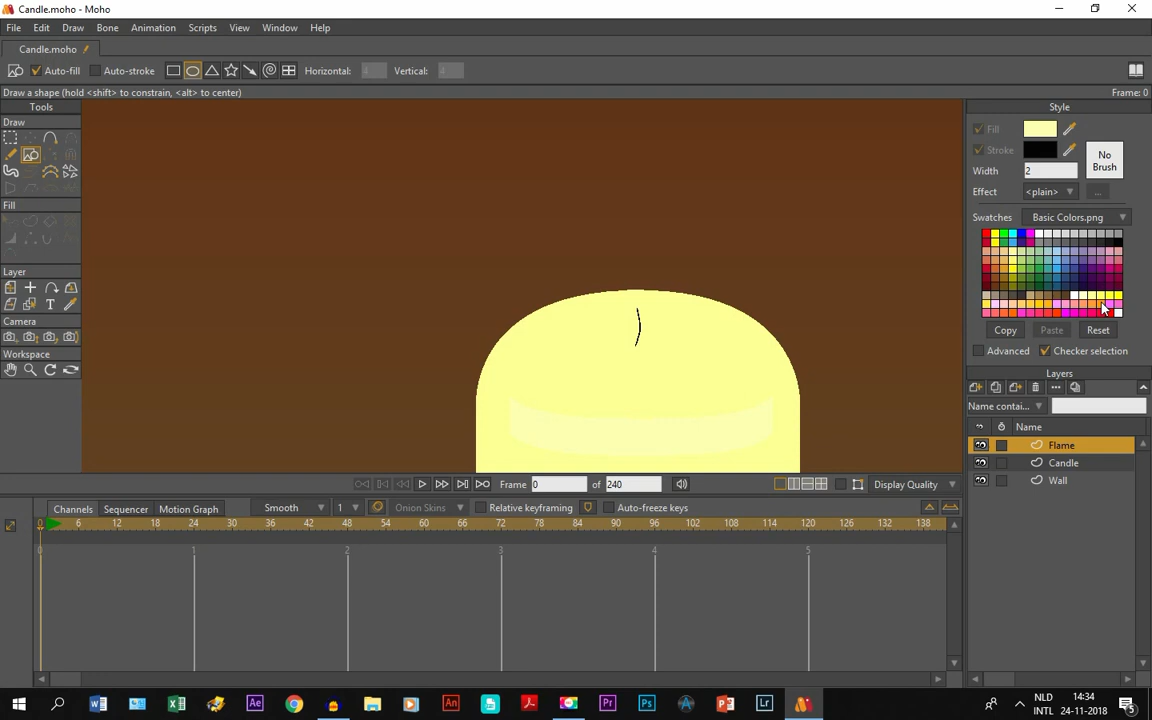 Candle.moho - Moho
File Edit Draw Bone Animation Scripts View Window Help
Candle.moho
Auto-fill Auto-stroke Horizontal: 4 Vertical: 4
Draw a shape (hold <shift> to constrain, <alt> to center) Frame: 0
Tools
Draw
Fill
Layer
Camera
Workspace
Style
Fill
Stroke
No Brush
Width 2
Effect <plain> ...
Swatches Basic Colors.png
Copy Paste Reset
Advanced Checker selection
Layers
Name contai...
Name
Flame
Candle
Wall
Frame 0 of 240 Display Quality
Channels Sequencer Motion Graph Smooth 1 Onion Skins Relative keyframing Auto-freeze keys
0 6 12 18 24 30 36 42 48 54 60 66 72 78 84 90 96 102 108 114 120 126 132 138
0 1 2 3 4 5
NLD 14:34
INTL 24-11-2018 5